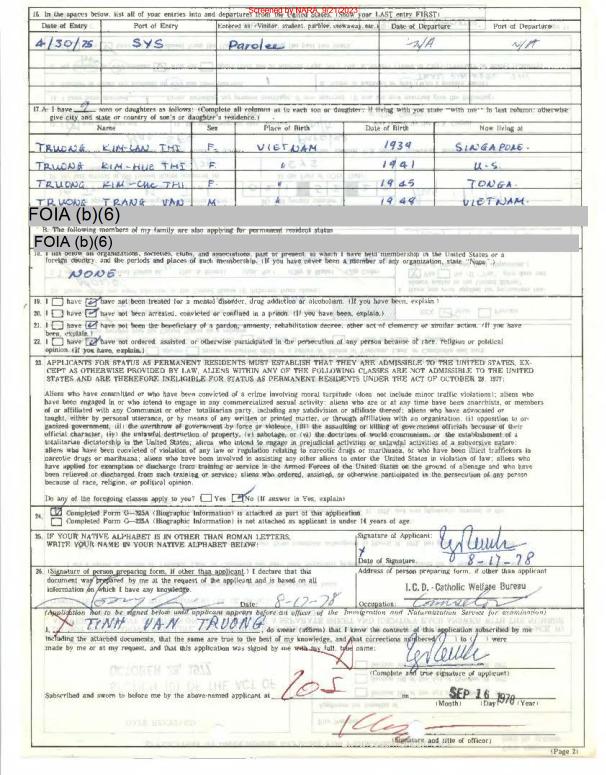 Screened by NARA, 9/21/2023
16. In the spaces below, list all of your entries into and departures from the United States. (Show your LAST entry FIRST)
Date of Entry Port of Entry Entered as (Visitor, student, parolee, stowaway, etc.) Date of Departure Port of Departure
4/30/75 SYS Parolee N/A N/A
17. A. I have 9 sons or daughters as follows: (Complete all columns as to each son or daughter; if living with you state "with me" in last column; otherwise
give city and state or country of son's or daughter's residence.)
Name Sex Place of Birth Date of Birth Now living at
TRUONG KIM-LAN THI F. VIETNAM 1939 SINGAPORE.
TRUONG KIM-HUE THI F. " 1941 U.S.
TRUONG KIM-CUC THI F. " 1945 TONGA.
TRUONG TRANG VAN M " 1948 VIETNAM.
FOIA (b)(6)
B. The following members of my family are also applying for permanent resident status
FOIA (b)(6)
18. I list below all organizations, societies, clubs, and associations, past or present, in which I have held membership in the United States or a
foreign country, and the periods and places of such membership. (If you have never been a member of any organization, state "None".)
NONE
19. I have have not been treated for a mental disorder, drug addiction or alcoholism. (If you have been, explain)
20. I have have not been arrested, convicted or confined in a prison. (If you have been, explain.)
21. I have have not been the beneficiary of a pardon, amnesty, rehabilitation decree, other act of clemency or similar action. (If you have
been, explain.)
22. I have have not ordered, assisted, or otherwise participated in the persecution of any person because of race, religion or political
opinion. (If you have, explain.)
23. APPLICANTS FOR STATUS AS PERMANENT RESIDENTS MUST ESTABLISH THAT THEY ARE ADMISSIBLE TO THE UNITED STATES, EX-
CEPT AS OTHERWISE PROVIDED BY LAW, ALIENS WITHIN ANY OF THE FOLLOWING CLASSES ARE NOT ADMISSIBLE TO THE UNITED
STATES AND ARE THEREFORE INELIGIBLE FOR STATUS AS PERMANENT RESIDENTS UNDER THE ACT OF OCTOBER 28, 1977:
Aliens who have committed or who have been convicted of a crime involving moral turpitude (does not include minor traffic violations); aliens who
have been engaged in or who intend to engage in any commercialized sexual activity; aliens who are or at any time have been, anarchists, or members
of or affiliated with any Communist or other totalitarian party, including any subdivision or affiliate thereof; aliens who have advocated or
taught, either by personal utterance, or by means of any written or printed matter, or through affiliation with an organization, (i) opposition to or-
ganized government, (ii) the overthrow of government by force or violence, (iii) the assaulting or killing of government officials because of their
official character, (iv) the unlawful destruction of property, (v) sabotage, or (vi) the doctrines of world communism, or the establishment of a
totalitarian dictatorship in the United States; aliens who intend to engage in prejudicial activities or unlawful activities of a subversive nature;
aliens who have been convicted of violation of any law or regulation relating to narcotic drugs or marihuana, or who have been illicit traffickers in
narcotic drugs or marihuana; aliens who have been involved in assisting any other aliens to enter the United States in violation of law; aliens who
have applied for exemption or discharge from training or service in the Armed Forces of the United States on the ground of alienage and who have
been relieved or discharged from such training or service; aliens who ordered, assisted, or otherwise participated in the persecution of any person
because of race, religion, or political opinion.
Do any of the foregoing classes apply to you? Yes No (If answer is Yes, explain)
24. Completed Form G-325A (Biographic Information) is attached as part of this application.
Completed Form G-325A (Biographic Information) is not attached as applicant is under 14 years of age.
25. IF YOUR NATIVE ALPHABET IS IN OTHER THAN ROMAN LETTERS,
WRITE YOUR NAME IN YOUR NATIVE ALPHABET BELOW:
Signature of Applicant:
X
Date of Signature: 8-17-78
26. (Signature of person preparing form, if other than applicant.) I declare that this
document was prepared by me at the request of the applicant and is based on all
information on which I have any knowledge.
Date: 8-17-78
Address of person preparing form, if other than applicant
I.C.D. - Catholic Welfare Bureau
Occupation: Counselor
(Application not to be signed below until applicant appears before an officer of the Immigration and Naturalization Service for examination)
I, X TINH VAN TRUONG, do swear (affirm) that I know the contents of this application subscribed by me
including the attached documents, that the same are true to the best of my knowledge, and that corrections numbered ( ) to ( ) were
made by me or at my request, and that this application was signed by me with my full, true name:
(Complete and true signature of applicant)
Subscribed and sworn to before me by the above-named applicant at LOS on SEP 16 1978
(Month) (Day) (Year)
(Signature and title of officer)
(Page 2)